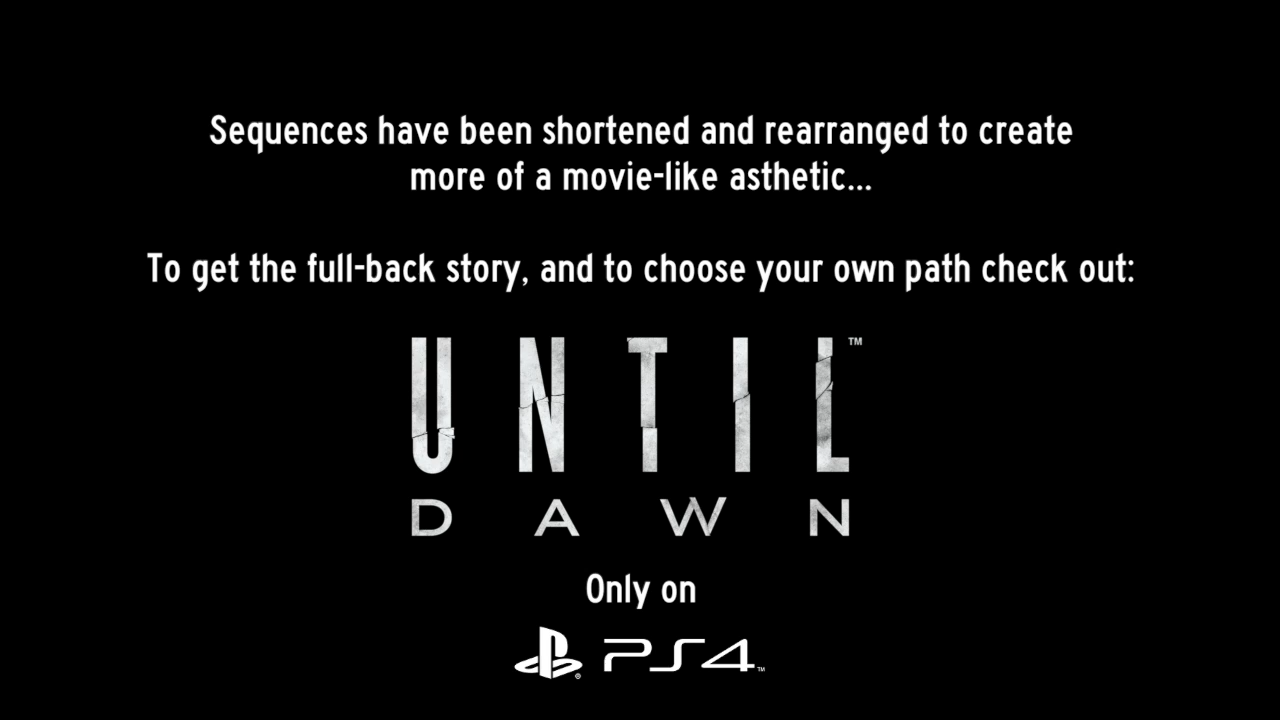 Sequences have been shortened and rearranged to create
more of a movie-like asthetic...
To get the full-back story, and to choose your own path check out:
UNTIL™
DAWN
Only on
PS4™